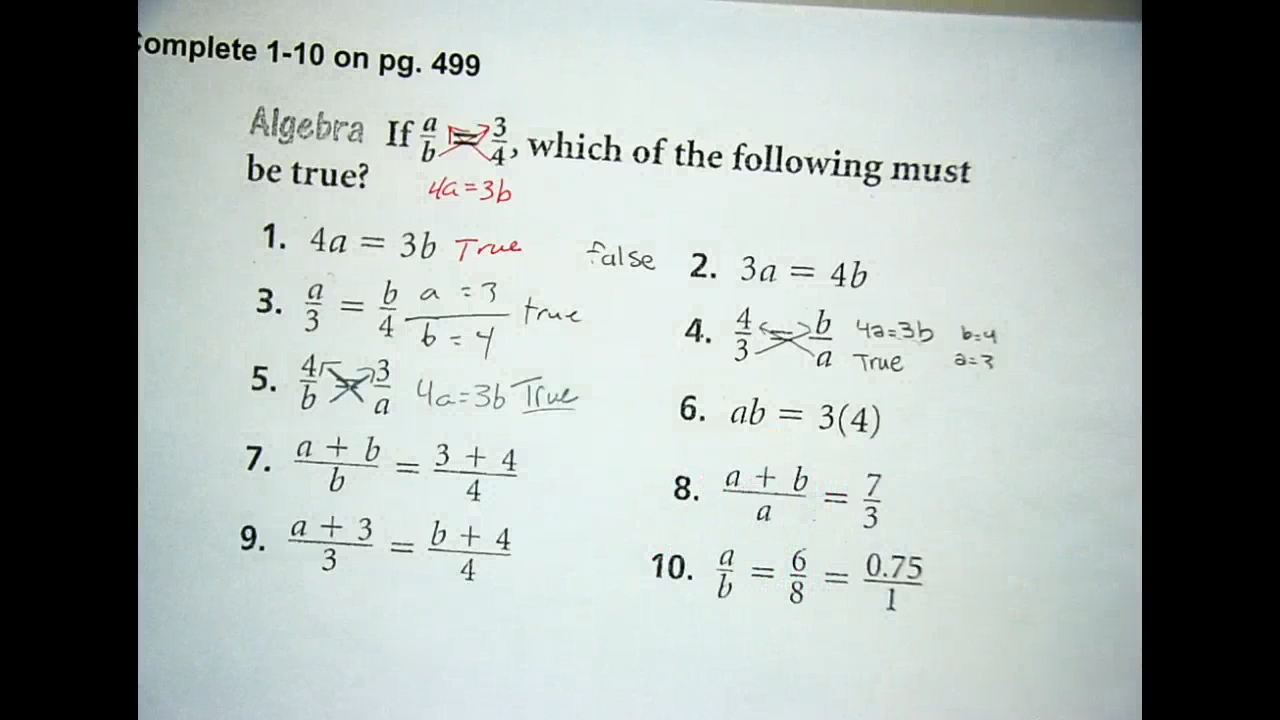 omplete 1-10 on pg. 499
Algebra If a/b = 3/4, which of the following must
be true? 4a=3b
1. 4a = 3b True
false 2. 3a = 4b
3. a/3 = b/4 a = 3 / b = 4 true
4. 4/3 = b/a 4a=3b b=4
True a=3
5. 4/b = 3/a 4a=3b True
6. ab = 3(4)
7. (a + b)/b = (3 + 4)/4
8. (a + b)/a = 7/3
9. (a + 3)/3 = (b + 4)/4
10. a/b = 6/8 = 0.75/1